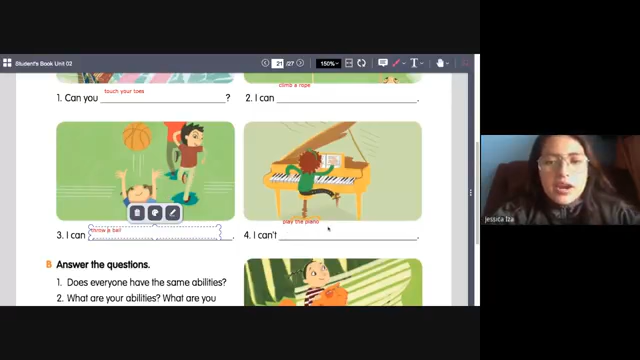 Student's Book Unit 02
21 /27
150%
T
touch your toes
climb a rope
1. Can you ?
2. I can .
throw a ball
play the piano
3. I can .
4. I can't .
B Answer the questions.
1. Does everyone have the same abilities?
2. What are your abilities? What are you
Jessica Iza